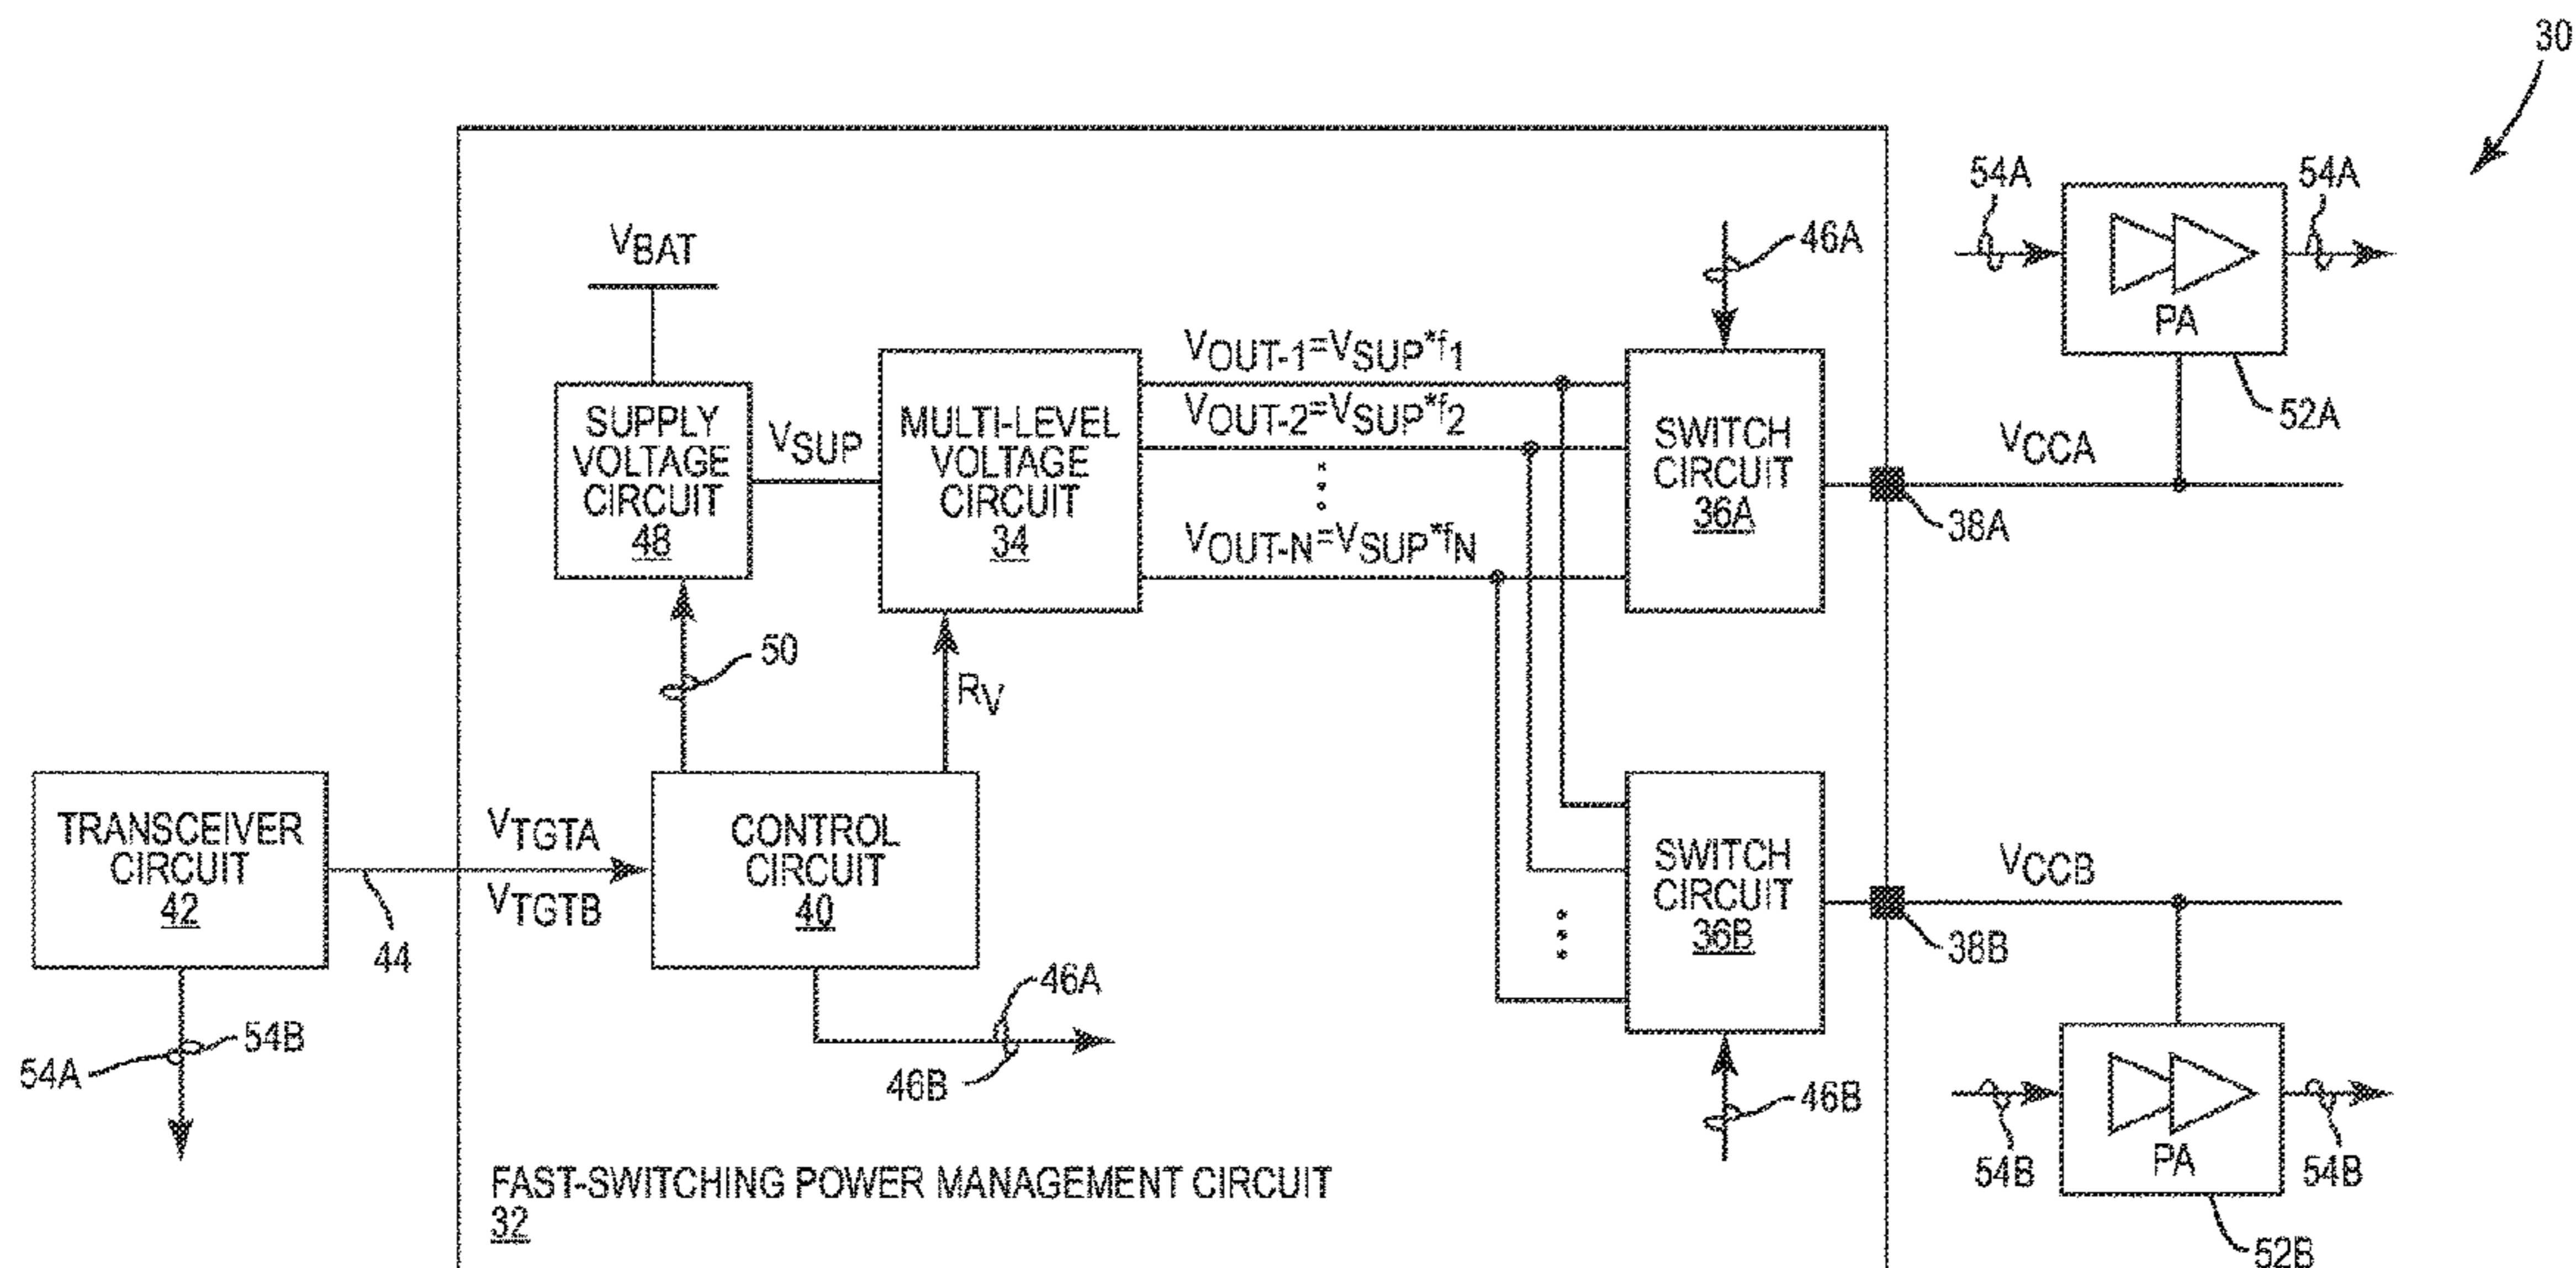 30
54A
54A
PA
52A
VBAT
46A
VOUT-1=VSUP*f1
VOUT-2=VSUP*f2
VOUT-N=VSUP*fN
SUPPLY
VOLTAGE
CIRCUIT
48
VSUP
MULTI-LEVEL
VOLTAGE
CIRCUIT
34
SWITCH
CIRCUIT
36A
VCCA
38A
50
RV
TRANSCEIVER
CIRCUIT
42
44
VTGTA
VTGTB
CONTROL
CIRCUIT
40
SWITCH
CIRCUIT
36B
VCCB
38B
54A
54B
46A
46B
46B
54B
54B
PA
52B
FAST-SWITCHING POWER MANAGEMENT CIRCUIT
32